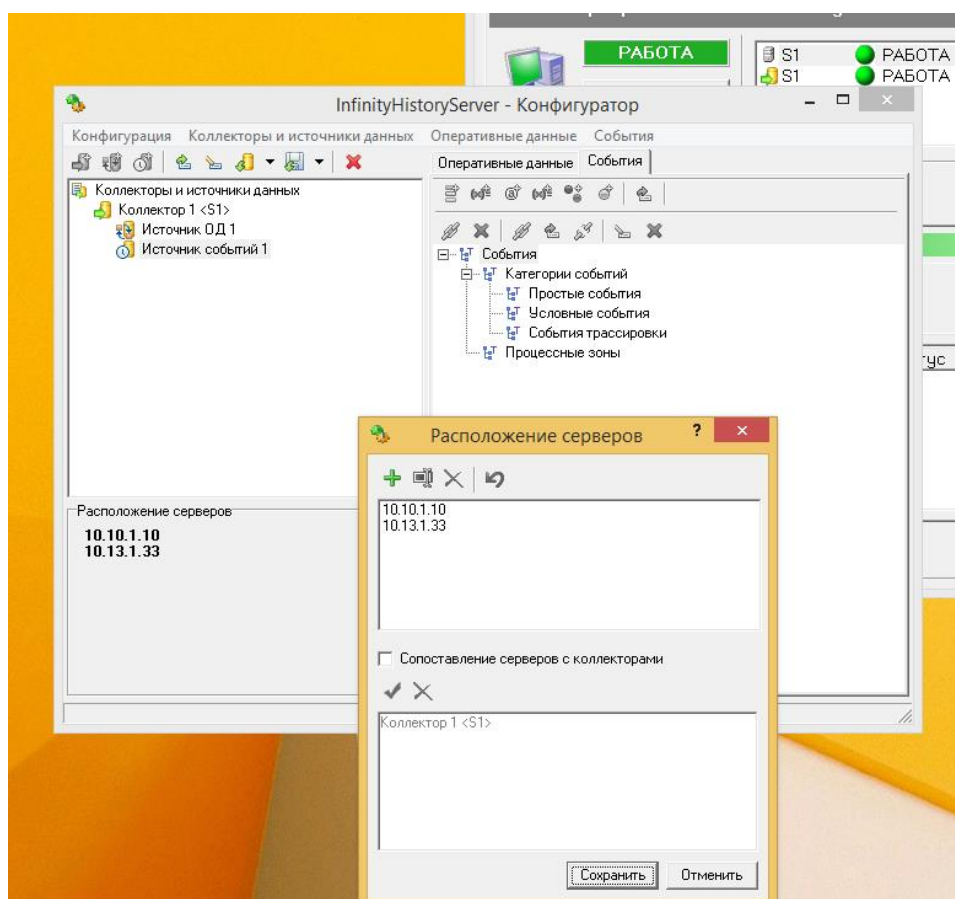 РАБОТА
S1 РАБОТА
S1 РАБОТА
InfinityHistoryServer - Конфигуратор
Конфигурация Коллекторы и источники данных Оперативные данные События
Оперативные данные События
Коллекторы и источники данных
Коллектор 1 <S1>
Источник ОД 1
Источник событий 1
События
Категории событий
Простые события
Условные события
События трассировки
Процессные зоны
Расположение серверов
10.10.1.10
10.13.1.33
Расположение серверов
10.10.1.10
10.13.1.33
Сопоставление серверов с коллекторами
Коллектор 1 <S1>
Сохранить Отменить